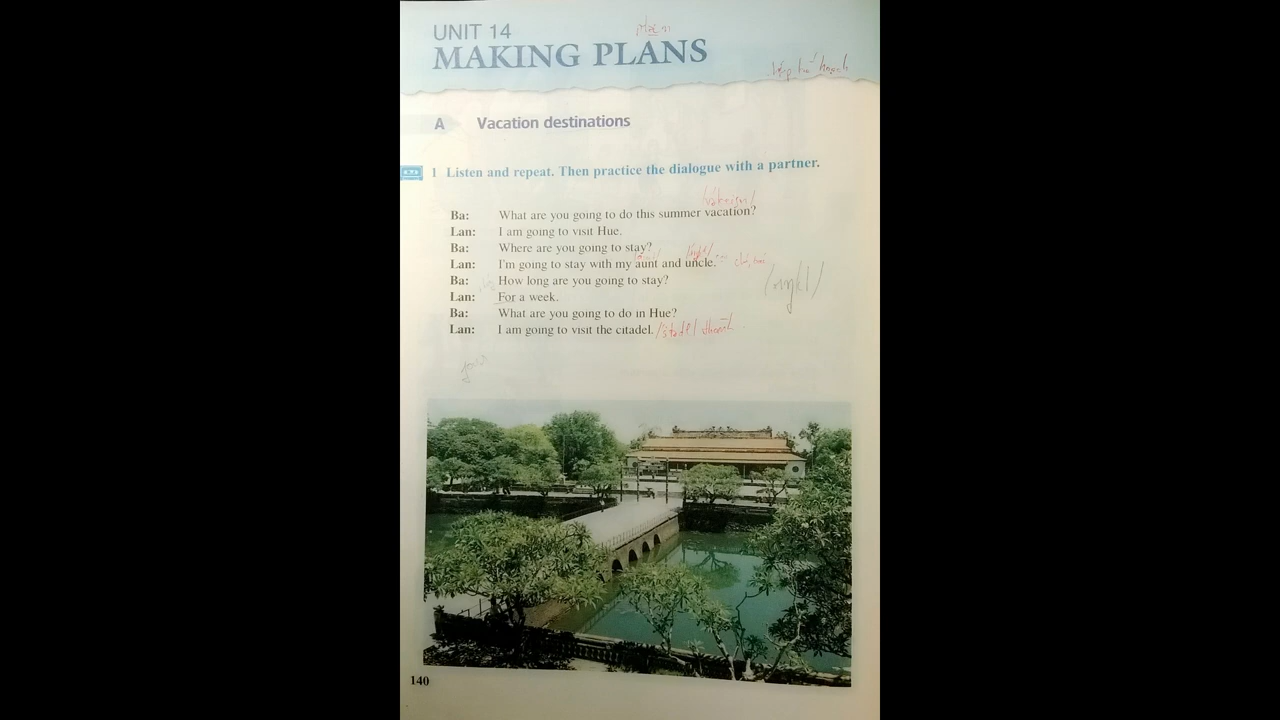 UNIT 14
MAKING PLANS
A Vacation destinations
1 Listen and repeat. Then practice the dialogue with a partner.
Ba: What are you going to do this summer vacation?
Lan: I am going to visit Hue.
Ba: Where are you going to stay?
Lan: I'm going to stay with my aunt and uncle.
Ba: How long are you going to stay?
Lan: For a week.
Ba: What are you going to do in Hue?
Lan: I am going to visit the citadel.
140